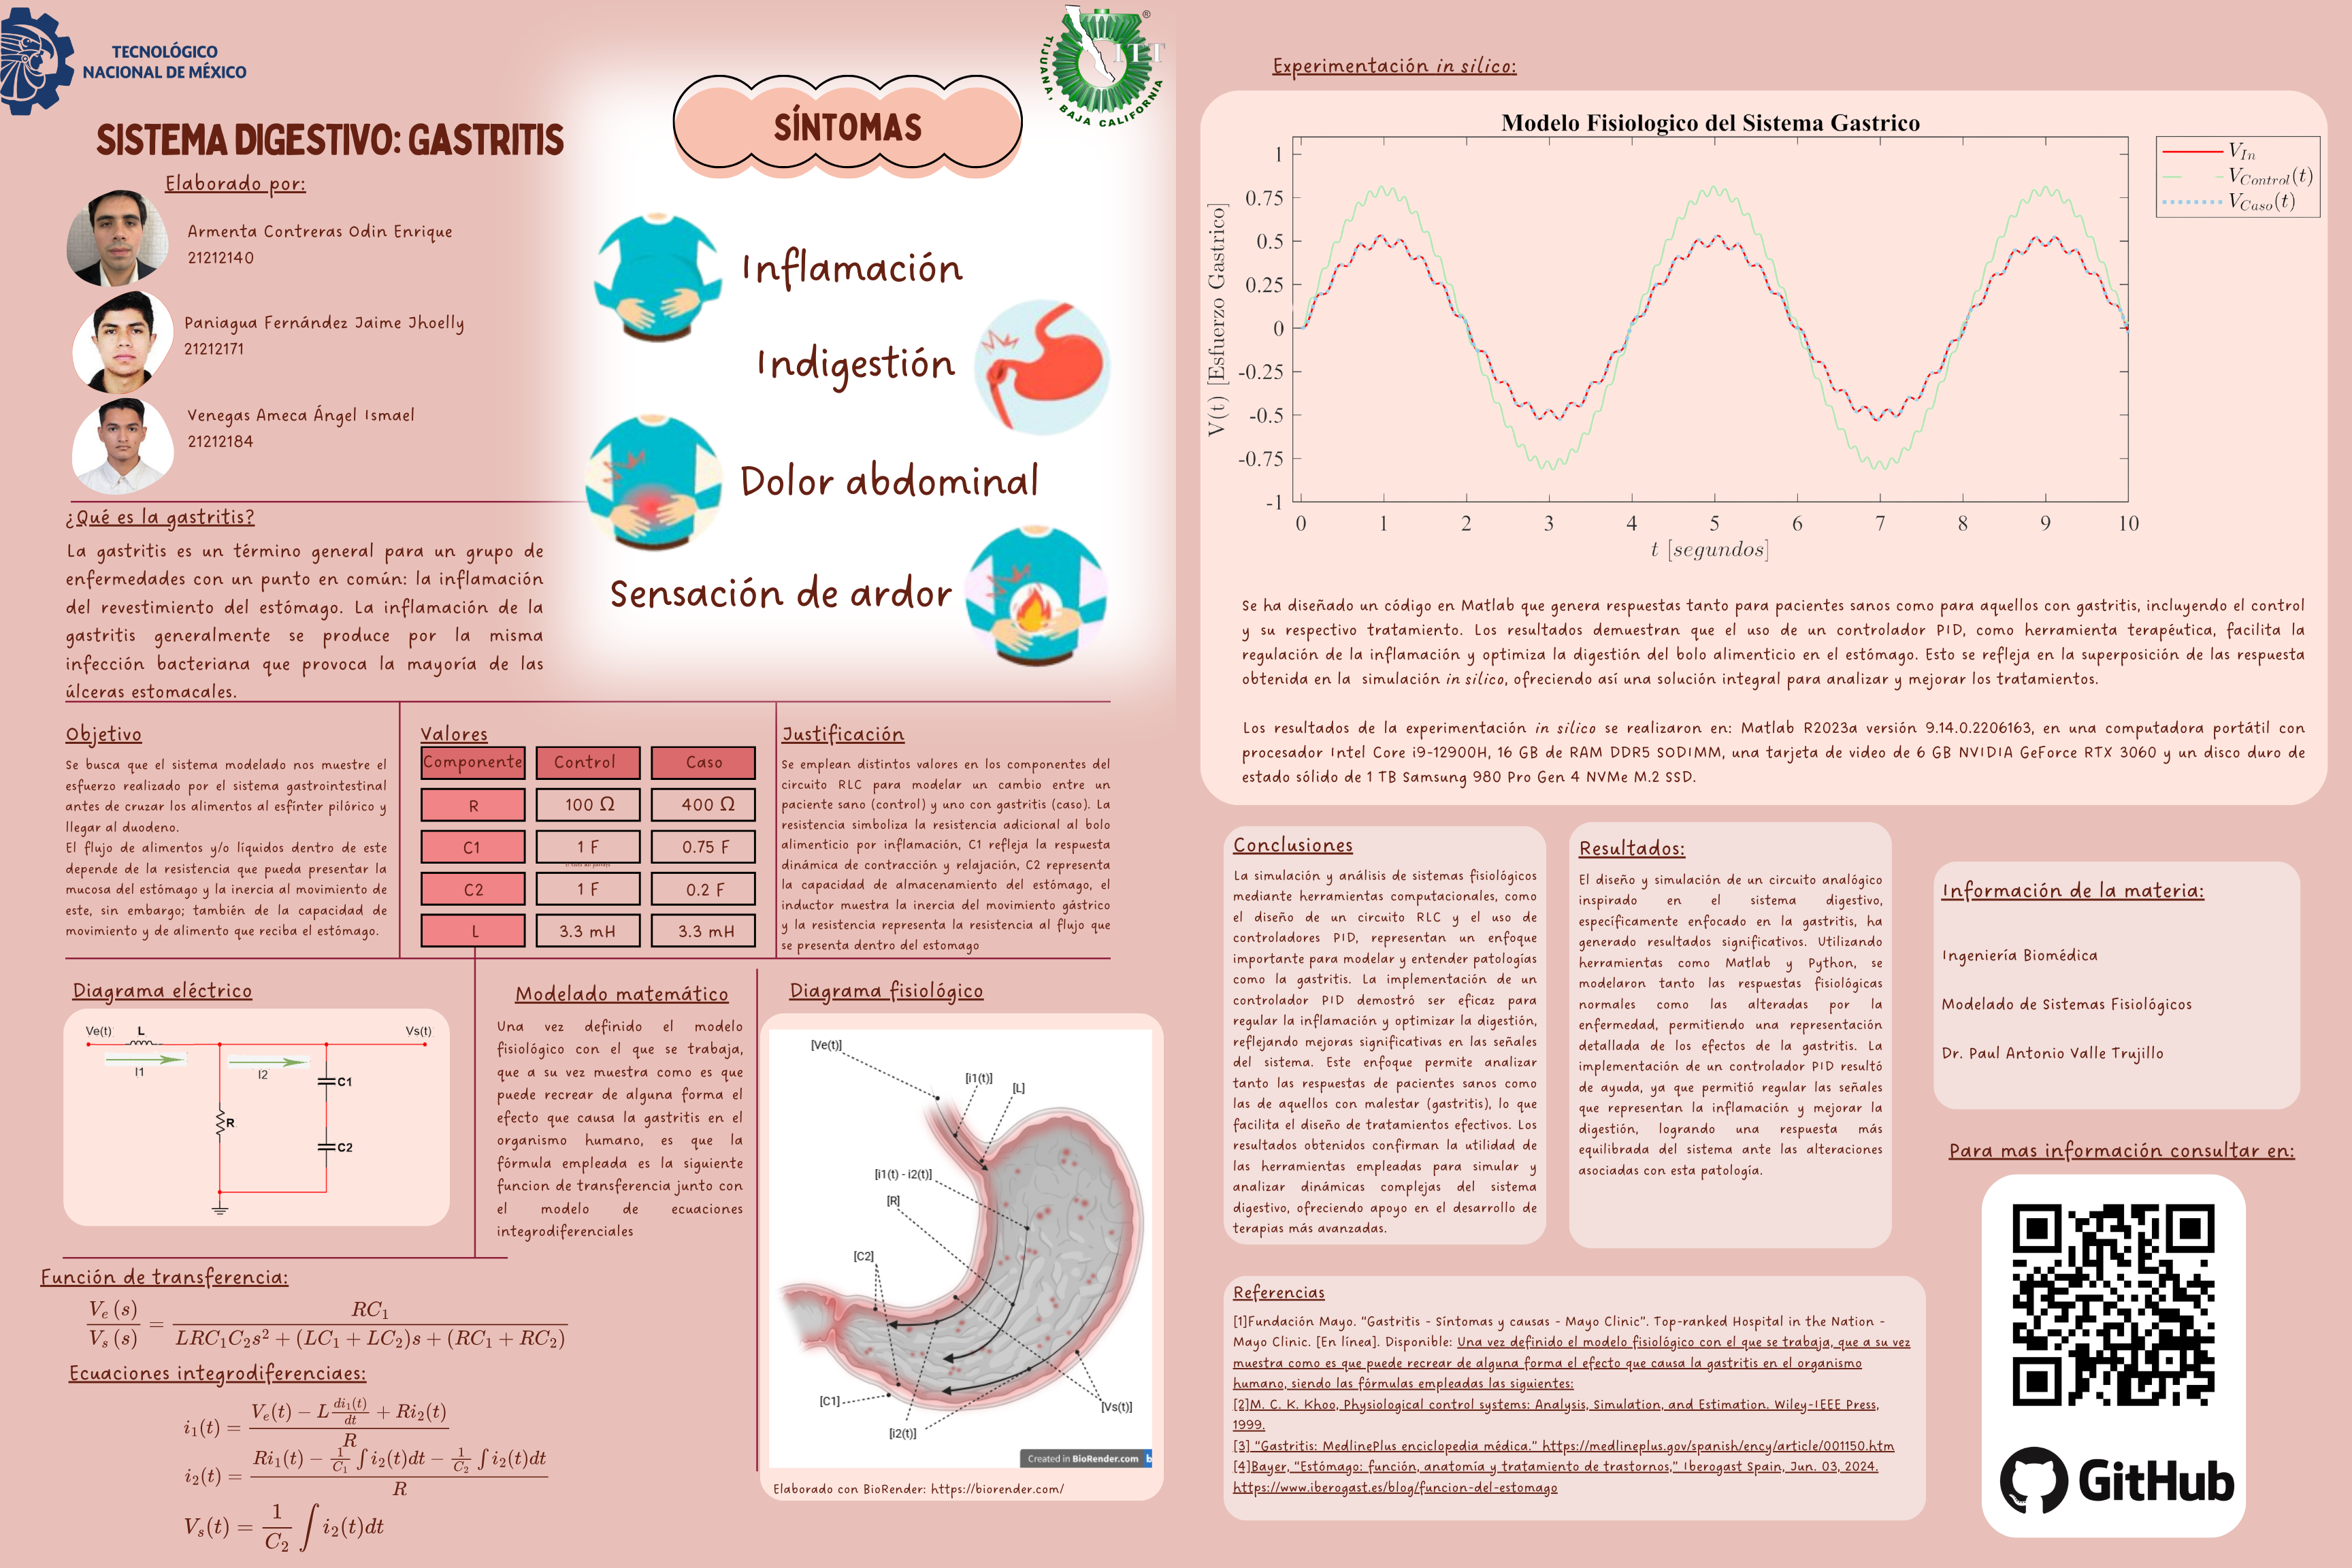 TECNOLÓGICO
NACIONAL DE MÉXICO
ITT
®
TIJUANA, BAJA CALIFORNIA
SISTEMA DIGESTIVO: GASTRITIS
Elaborado por:
Armenta Contreras Odin Enrique
21212140
Paniagua Fernández Jaime Jhoelly
21212171
Venegas Ameca Ángel Ismael
21212184
SÍNTOMAS
Inflamación
Indigestión
Dolor abdominal
Sensación de ardor
¿Qué es la gastritis?
La gastritis es un término general para un grupo de
enfermedades con un punto en común: la inflamación
del revestimiento del estómago. La inflamación de la
gastritis generalmente se produce por la misma
infección bacteriana que provoca la mayoría de las
úlceras estomacales.
Objetivo
Se busca que el sistema modelado nos muestre el
esfuerzo realizado por el sistema gastrointestinal
antes de cruzar los alimentos al esfínter pilórico y
llegar al duodeno.
El flujo de alimentos y/o líquidos dentro de este
depende de la resistencia que pueda presentar la
mucosa del estómago y la inercia al movimiento de
este, sin embargo; también de la capacidad de
movimiento y de alimento que reciba el estómago.
Valores
Componente Control Caso
R 100 Ω 400 Ω
C1 1 F 0.75 F
C2 1 F 0.2 F
L 3.3 mH 3.3 mH
Justificación
Se emplean distintos valores en los componentes del
circuito RLC para modelar un cambio entre un
paciente sano (control) y uno con gastritis (caso). La
resistencia simboliza la resistencia adicional al bolo
alimenticio por inflamación, C1 refleja la respuesta
dinámica de contracción y relajación, C2 representa
la capacidad de almacenamiento del estómago, el
inductor muestra la inercia del movimiento gástrico
y la resistencia representa la resistencia al flujo que
se presenta dentro del estomago
Diagrama eléctrico
Ve(t) L Vs(t)
I1 I2
C1
R
C2
Modelado matemático
Una vez definido el modelo
fisiológico con el que se trabaja,
que a su vez muestra como es que
puede recrear de alguna forma el
efecto que causa la gastritis en el
organismo humano, es que la
fórmula empleada es la siguiente
funcion de transferencia junto con
el modelo de ecuaciones
integrodiferenciales
Diagrama fisiológico
[Ve(t)]
[i1(t)]
[L]
[i1(t) - i2(t)]
[R]
[C2]
[C1]
[Vs(t)]
[i2(t)]
Created in BioRender.com
Elaborado con BioRender: https://biorender.com/
Función de transferencia:
V_e(s)/V_s(s) = RC_1/(LRC_1C_2s^2 + (LC_1 + LC_2)s + (RC_1 + RC_2))
Ecuaciones integrodiferenciaes:
i_1(t) = (V_e(t) − L di_1(t)/dt + Ri_2(t))/R
i_2(t) = (Ri_1(t) − 1/C_1 ∫ i_2(t)dt − 1/C_2 ∫ i_2(t)dt)/R
V_s(t) = 1/C_2 ∫ i_2(t)dt
Experimentación in silico:
Modelo Fisiologico del Sistema Gastrico
V_In
V_Control(t)
V_Caso(t)
V(t) [Esfuerzo Gastrico]
1
0.75
0.5
0.25
0
-0.25
-0.5
-0.75
-1
0 1 2 3 4 5 6 7 8 9 10
t [segundos]
Se ha diseñado un código en Matlab que genera respuestas tanto para pacientes sanos como para aquellos con gastritis, incluyendo el control
y su respectivo tratamiento. Los resultados demuestran que el uso de un controlador PID, como herramienta terapéutica, facilita la
regulación de la inflamación y optimiza la digestión del bolo alimenticio en el estómago. Esto se refleja en la superposición de las respuesta
obtenida en la simulación in silico, ofreciendo así una solución integral para analizar y mejorar los tratamientos.
Los resultados de la experimentación in silico se realizaron en: Matlab R2023a versión 9.14.0.2206163, en una computadora portátil con
procesador Intel Core i9-12900H, 16 GB de RAM DDR5 SODIMM, una tarjeta de video de 6 GB NVIDIA GeForce RTX 3060 y un disco duro de
estado sólido de 1 TB Samsung 980 Pro Gen 4 NVMe M.2 SSD.
Conclusiones
La simulación y análisis de sistemas fisiológicos
mediante herramientas computacionales, como
el diseño de un circuito RLC y el uso de
controladores PID, representan un enfoque
importante para modelar y entender patologías
como la gastritis. La implementación de un
controlador PID demostró ser eficaz para
regular la inflamación y optimizar la digestión,
reflejando mejoras significativas en las señales
del sistema. Este enfoque permite analizar
tanto las respuestas de pacientes sanos como
las de aquellos con malestar (gastritis), lo que
facilita el diseño de tratamientos efectivos. Los
resultados obtenidos confirman la utilidad de
las herramientas empleadas para simular y
analizar dinámicas complejas del sistema
digestivo, ofreciendo apoyo en el desarrollo de
terapias más avanzadas.
Resultados:
El diseño y simulación de un circuito analógico
inspirado en el sistema digestivo,
específicamente enfocado en la gastritis, ha
generado resultados significativos. Utilizando
herramientas como Matlab y Python, se
modelaron tanto las respuestas fisiológicas
normales como las alteradas por la
enfermedad, permitiendo una representación
detallada de los efectos de la gastritis. La
implementación de un controlador PID resultó
de ayuda, ya que permitió regular las señales
que representan la inflamación y mejorar la
digestión, logrando una respuesta más
equilibrada del sistema ante las alteraciones
asociadas con esta patología.
Información de la materia:
Ingeniería Biomédica
Modelado de Sistemas Fisiológicos
Dr. Paul Antonio Valle Trujillo
Para mas información consultar en:
GitHub
Referencias
[1]Fundación Mayo. "Gastritis - Síntomas y causas - Mayo Clinic". Top-ranked Hospital in the Nation -
Mayo Clinic. [En línea]. Disponible: Una vez definido el modelo fisiológico con el que se trabaja, que a su vez
muestra como es que puede recrear de alguna forma el efecto que causa la gastritis en el organismo
humano, siendo las fórmulas empleadas las siguientes:
[2]M. C. K. Khoo, Physiological control systems: Analysis, Simulation, and Estimation. Wiley-IEEE Press,
1999.
[3] "Gastritis: MedlinePlus enciclopedia médica." https://medlineplus.gov/spanish/ency/article/001150.htm
[4]Bayer, "Estómago: función, anatomía y tratamiento de trastornos," Iberogast Spain, Jun. 03, 2024.
https://www.iberogast.es/blog/funcion-del-estomago